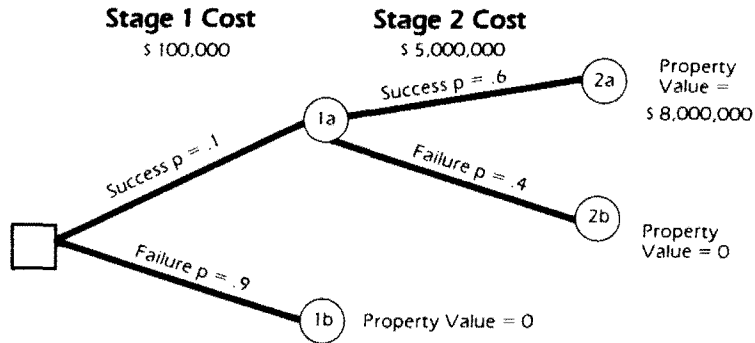 Stage 1 Cost
$ 100,000
Stage 2 Cost
$ 5,000,000
Success p = .1
Failure p = .9
1a
1b
Property Value = 0
Success p = .6
Failure p = .4
2a
Property
Value =
$ 8,000,000
2b
Property
Value = 0